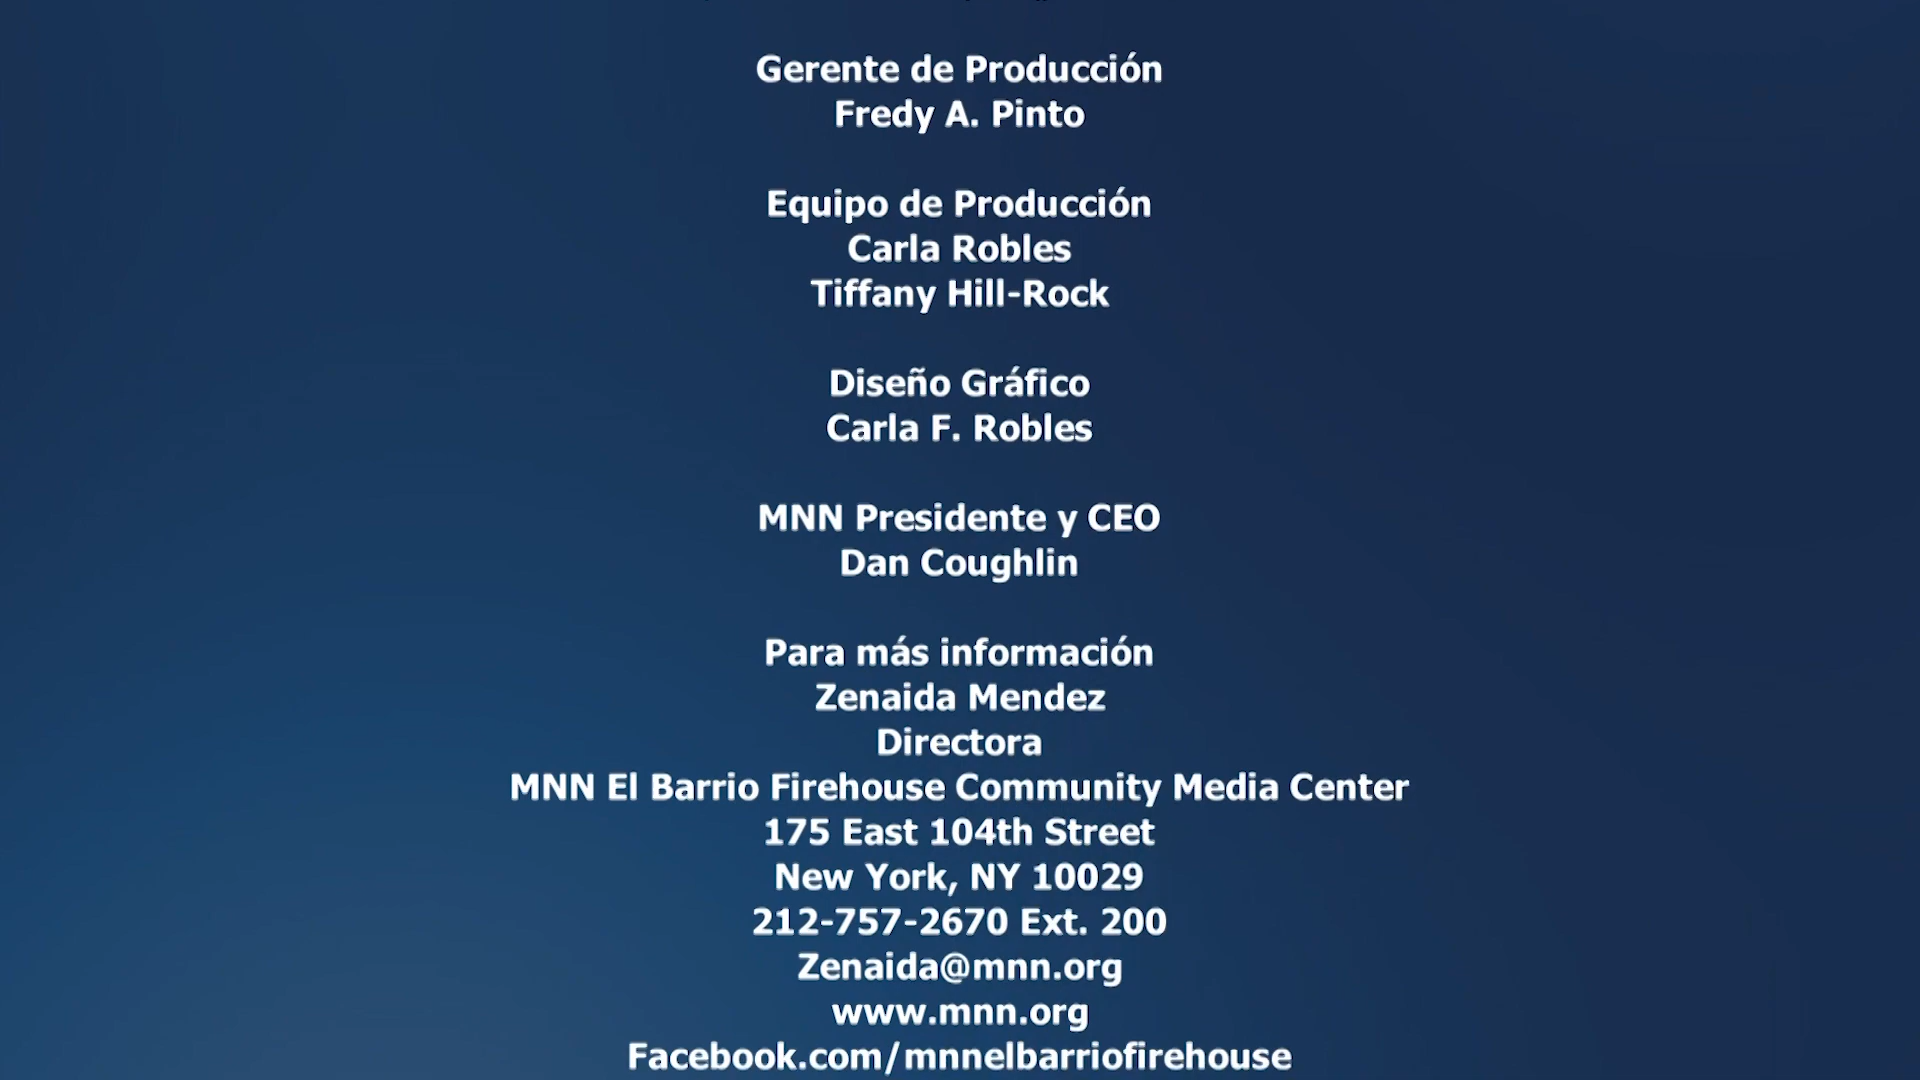 Gerente de Producción
Fredy A. Pinto
Equipo de Producción
Carla Robles
Tiffany Hill-Rock
Diseño Gráfico
Carla F. Robles
MNN Presidente y CEO
Dan Coughlin
Para más información
Zenaida Mendez
Directora
MNN El Barrio Firehouse Community Media Center
175 East 104th Street
New York, NY 10029
212-757-2670 Ext. 200
Zenaida@mnn.org
www.mnn.org
Facebook.com/mnnelbarriofirehouse